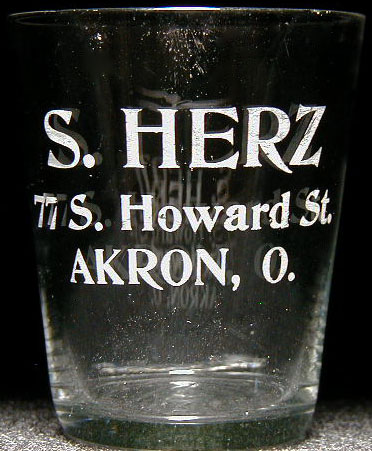 S. HERZ
77 S. Howard St.
AKRON, O.